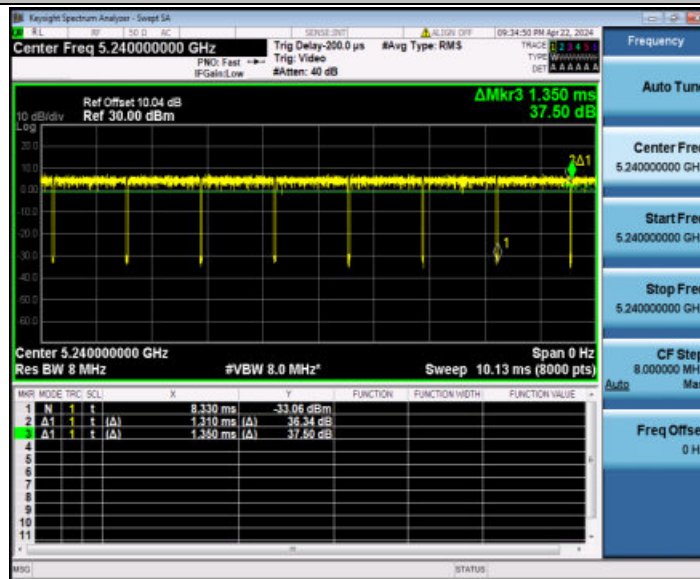 Keysight Spectrum Analyzer - Swept SA
RL RF 50 Ω AC SENSE:INT ALIGN OFF 09:34:50 PM Apr 22, 2024
Center Freq 5.240000000 GHz Trig Delay-200.0 µs #Avg Type: RMS TRACE 1 2 3 4 5 6
PNO: Fast Trig: Video TYPE
IFGain:Low #Atten: 40 dB DET A A A A A A
Frequency
Auto Tune
Ref Offset 10.04 dB ΔMkr3 1.350 ms
10 dB/div Ref 30.00 dBm 37.50 dB
Log
20.0
10.0
0.00
-10.0
-20.0
-30.0
-40.0
-50.0
-60.0
2Δ1
1
Center 5.240000000 GHz Span 0 Hz
Res BW 8 MHz #VBW 8.0 MHz* Sweep 10.13 ms (8000 pts)
Center Freq
5.240000000 GHz
Start Freq
5.240000000 GHz
Stop Freq
5.240000000 GHz
CF Step
8.000000 MHz
Auto Man
Freq Offset
0 Hz
MKR MODE TRC SCL X Y FUNCTION FUNCTION WIDTH FUNCTION VALUE
1 N 1 t 8.330 ms -33.06 dBm
2 Δ1 1 t (Δ) 1.310 ms (Δ) 36.34 dB
3 Δ1 1 t (Δ) 1.350 ms (Δ) 37.50 dB
4
5
6
7
8
9
10
11
MSG STATUS